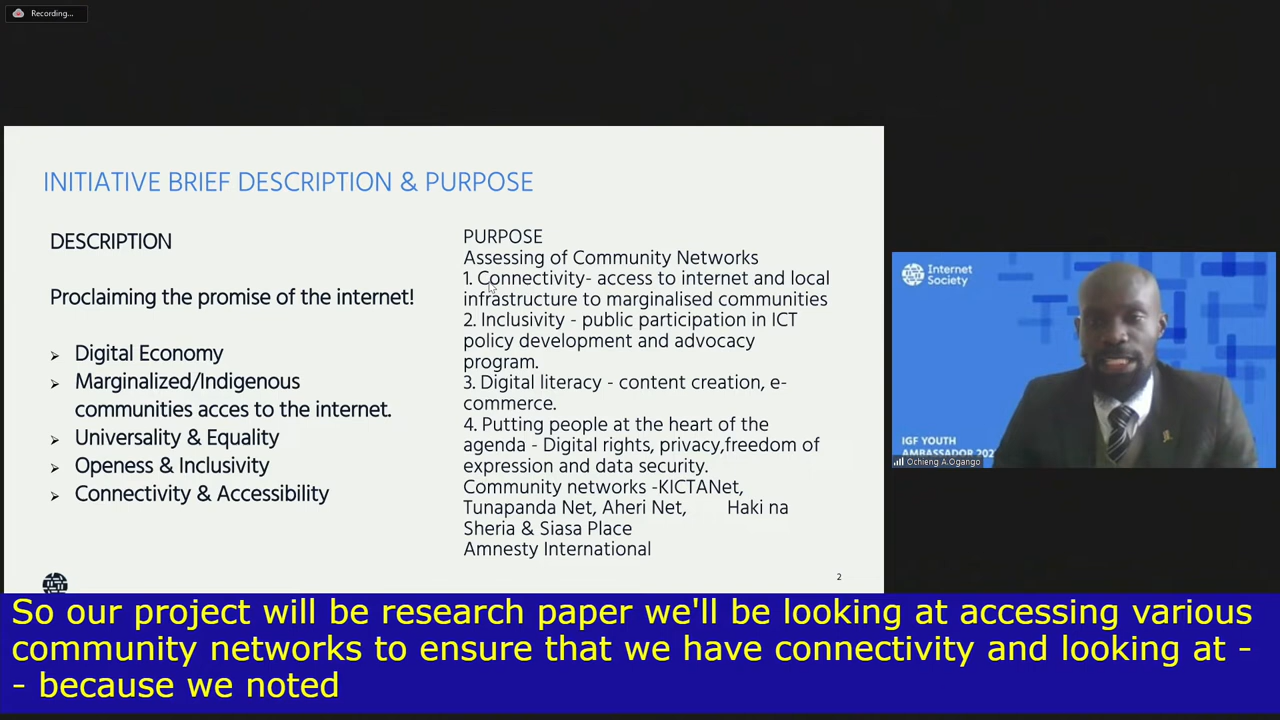 Recording...
INITIATIVE BRIEF DESCRIPTION & PURPOSE
DESCRIPTION
Proclaiming the promise of the internet!
Digital Economy
Marginalized/Indigenous
communities acces to the internet.
Universality & Equality
Openess & Inclusivity
Connectivity & Accessibility
PURPOSE
Assessing of Community Networks
1. Connectivity- access to internet and local
infrastructure to marginalised communities
2. Inclusivity - public participation in ICT
policy development and advocacy
program.
3. Digital literacy - content creation, e-
commerce.
4. Putting people at the heart of the
agenda - Digital rights, privacy,freedom of
expression and data security.
Community networks -KICTANet,
Tunapanda Net, Aheri Net, Haki na
Sheria & Siasa Place
Amnesty International
2
Internet
Society
IGF YOUTH
AMBASSADOR 202
Ochieng A.Ogango
So our project will be research paper we'll be looking at accessing various
community networks to ensure that we have connectivity and looking at -
- because we noted